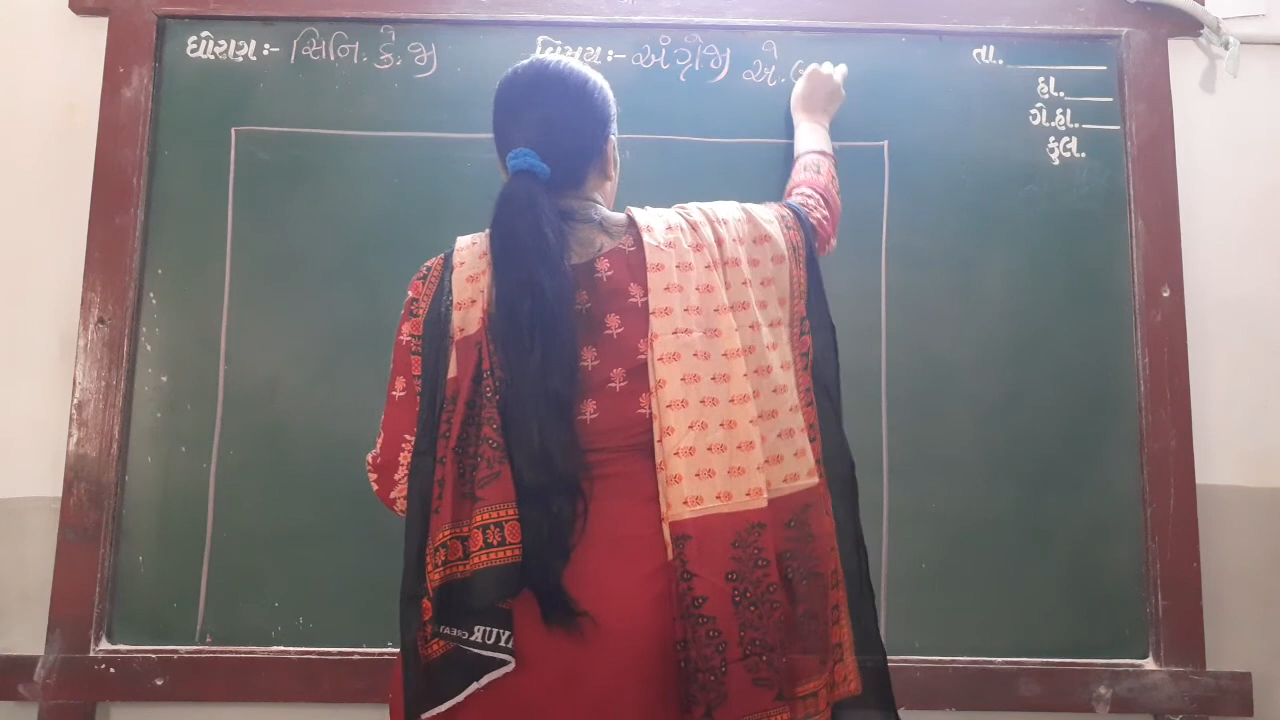 ધોરણઃ- સિનિ. કે. જી
વિષયઃ- અંગ્રેજી એ.
તા.
હા.
ગે.હા.
કુલ.